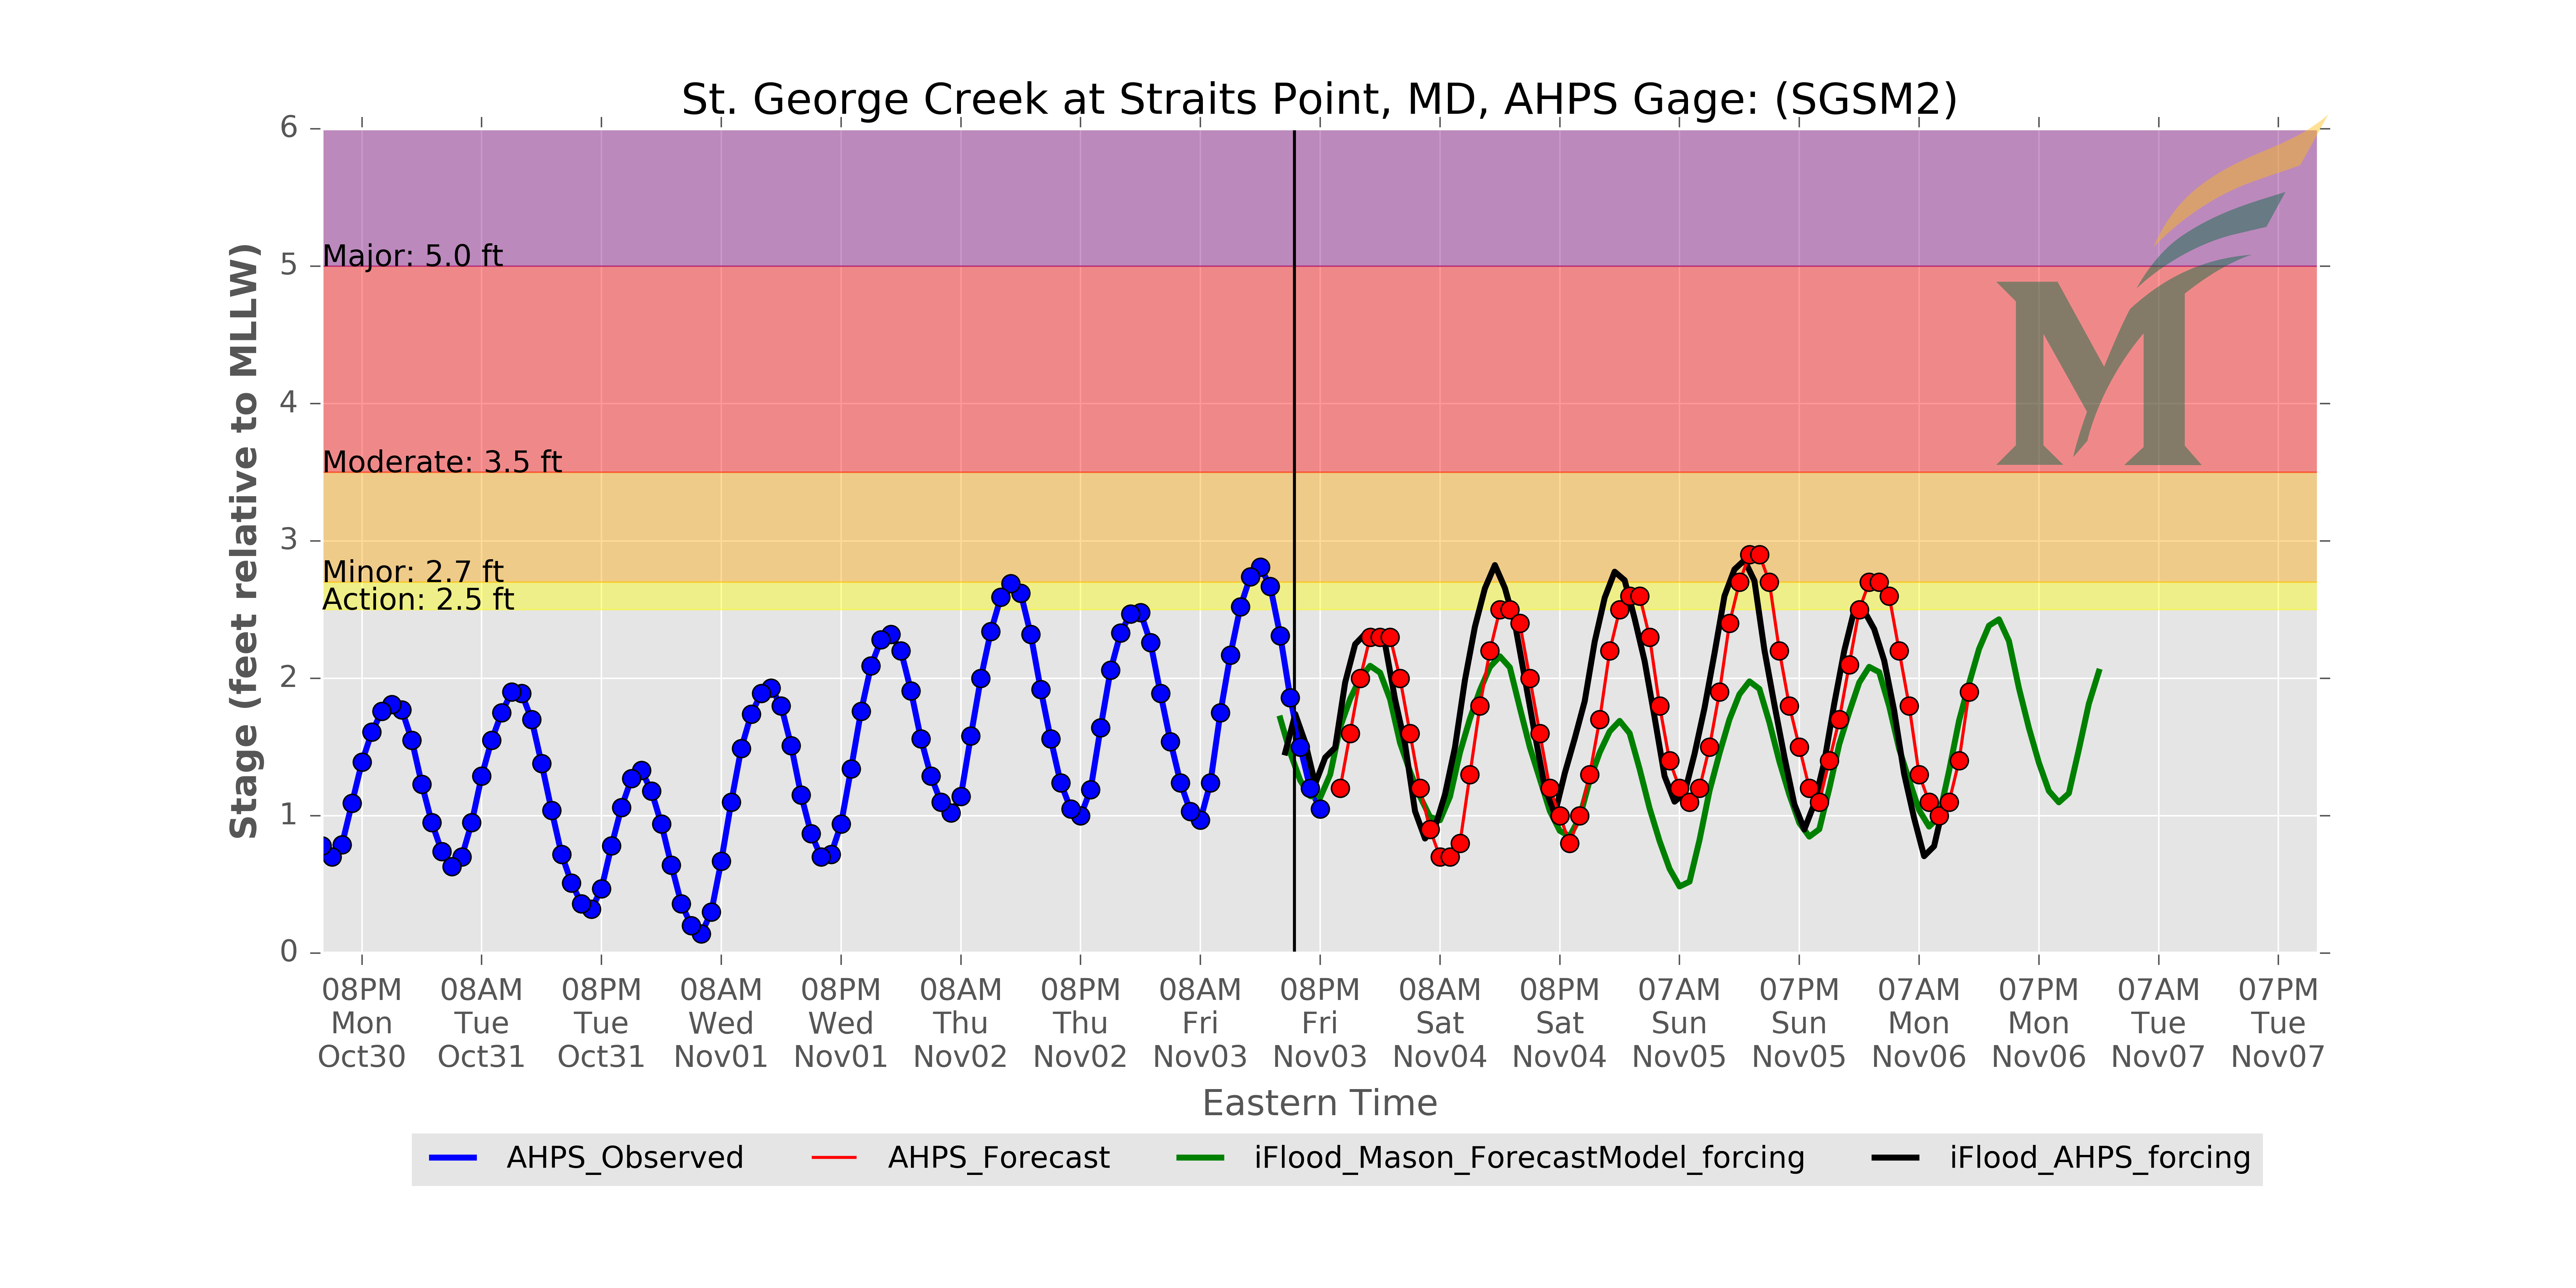 St. George Creek at Straits Point, MD, AHPS Gage: (SGSM2)
6
5
4
3
2
1
0
Stage (feet relative to MLLW)
Major: 5.0 ft
Moderate: 3.5 ft
Minor: 2.7 ft
Action: 2.5 ft
M
08PM 08AM 08PM 08AM 08PM 08AM 08PM 08AM 08PM 08AM 08PM 07AM 07PM 07AM 07PM 07AM 07PM
Mon Tue Tue Wed Wed Thu Thu Fri Fri Sat Sat Sun Sun Mon Mon Tue Tue
Oct30 Oct31 Oct31 Nov01 Nov01 Nov02 Nov02 Nov03 Nov03 Nov04 Nov04 Nov05 Nov05 Nov06 Nov06 Nov07 Nov07
Eastern Time
AHPS_Observed AHPS_Forecast iFlood_Mason_ForecastModel_forcing iFlood_AHPS_forcing